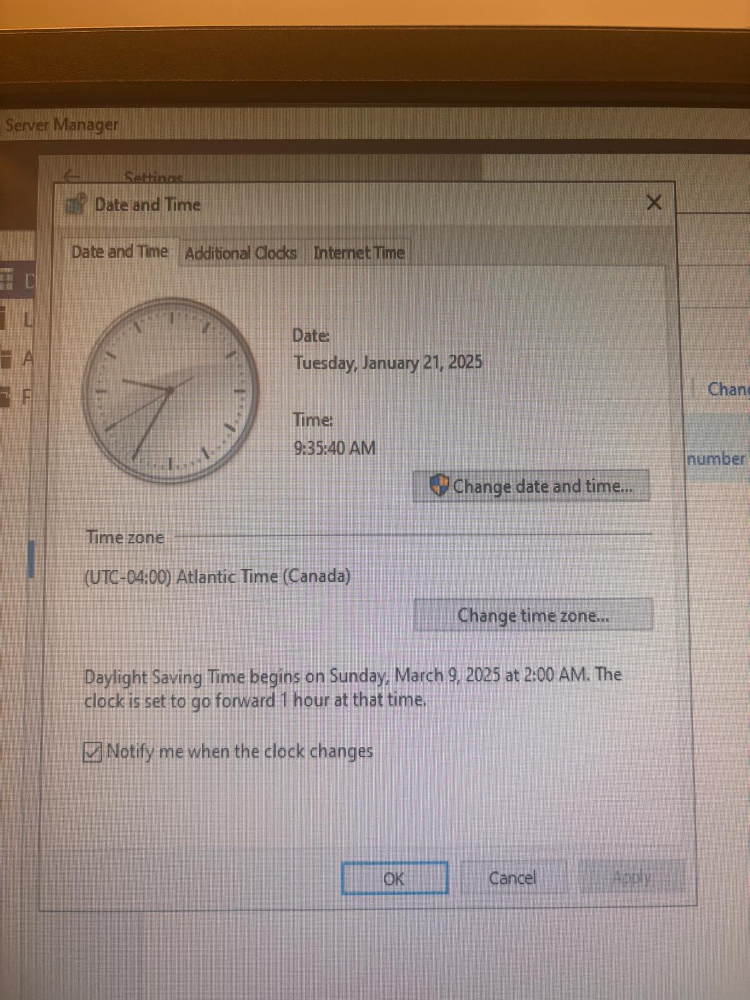 Server Manager
Settings
Date and Time
Date and Time
Additional Clocks
Internet Time
D
L
A
F
Date:
Tuesday, January 21, 2025
Time:
9:35:40 AM
Change date and time...
Time zone
(UTC-04:00) Atlantic Time (Canada)
Change time zone...
Daylight Saving Time begins on Sunday, March 9, 2025 at 2:00 AM. The
clock is set to go forward 1 hour at that time.
Notify me when the clock changes
OK
Cancel
Apply
Chang
number